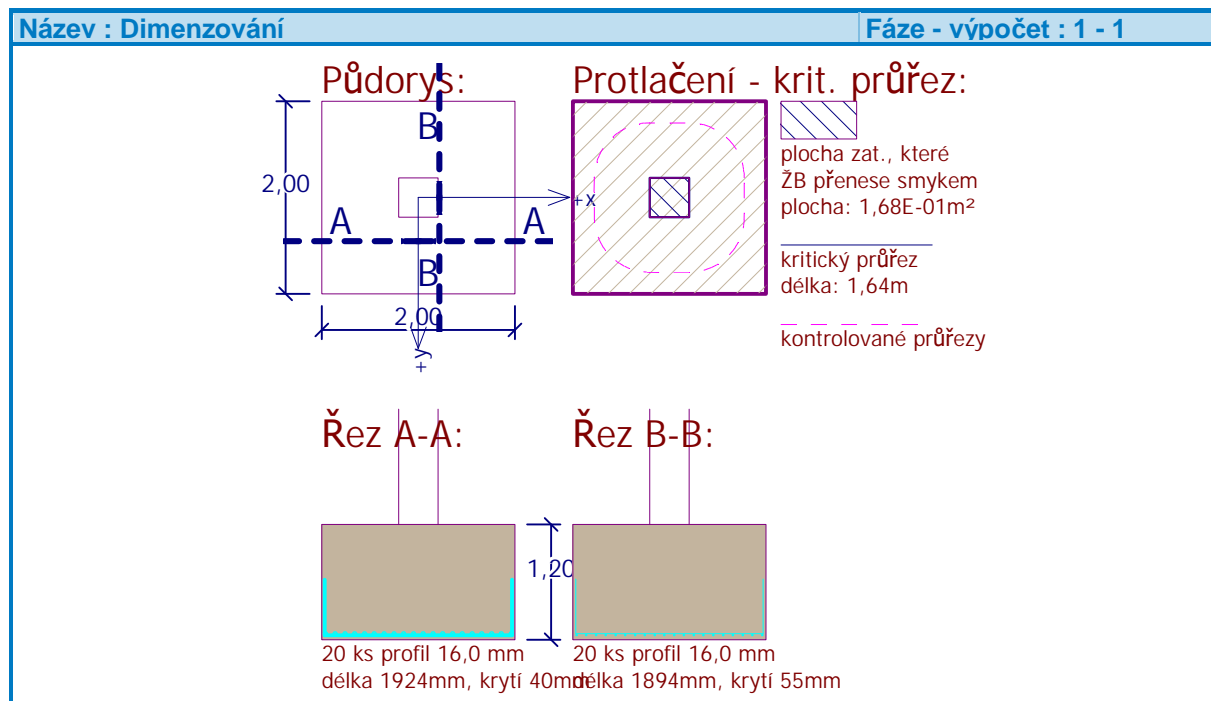 Název : Dimenzování
Fáze - výpočet : 1 - 1
Půdorys:
Protlačení - krit. průřez:
B
2,00
A
A
B
2,00
+x
+y
plocha zat., které
ŽB přenese smykem
plocha: 1,68E-01m²
kritický průřez
délka: 1,64m
kontrolované průřezy
Řez A-A:
Řez B-B:
1,20
20 ks profil 16,0 mm
délka 1924mm, krytí 40mm
20 ks profil 16,0 mm
délka 1894mm, krytí 55mm